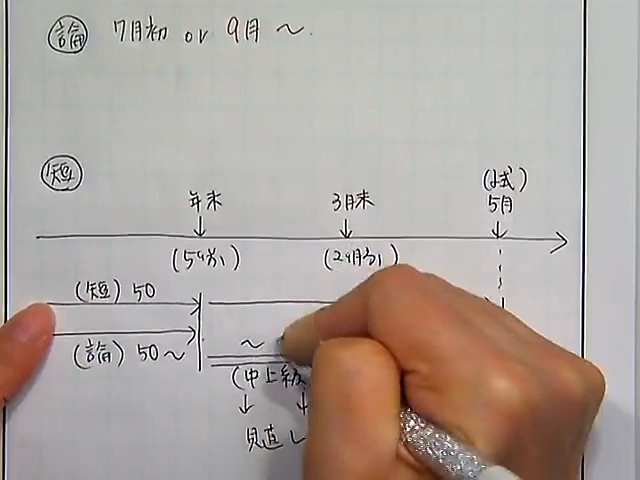 論 7月初 or 9月 ～
短
(試)
年末 3月末 5月
(5ヶ月) (2ヶ月)
(短) 50
～
(論) 50 ～
(中上級
見直し